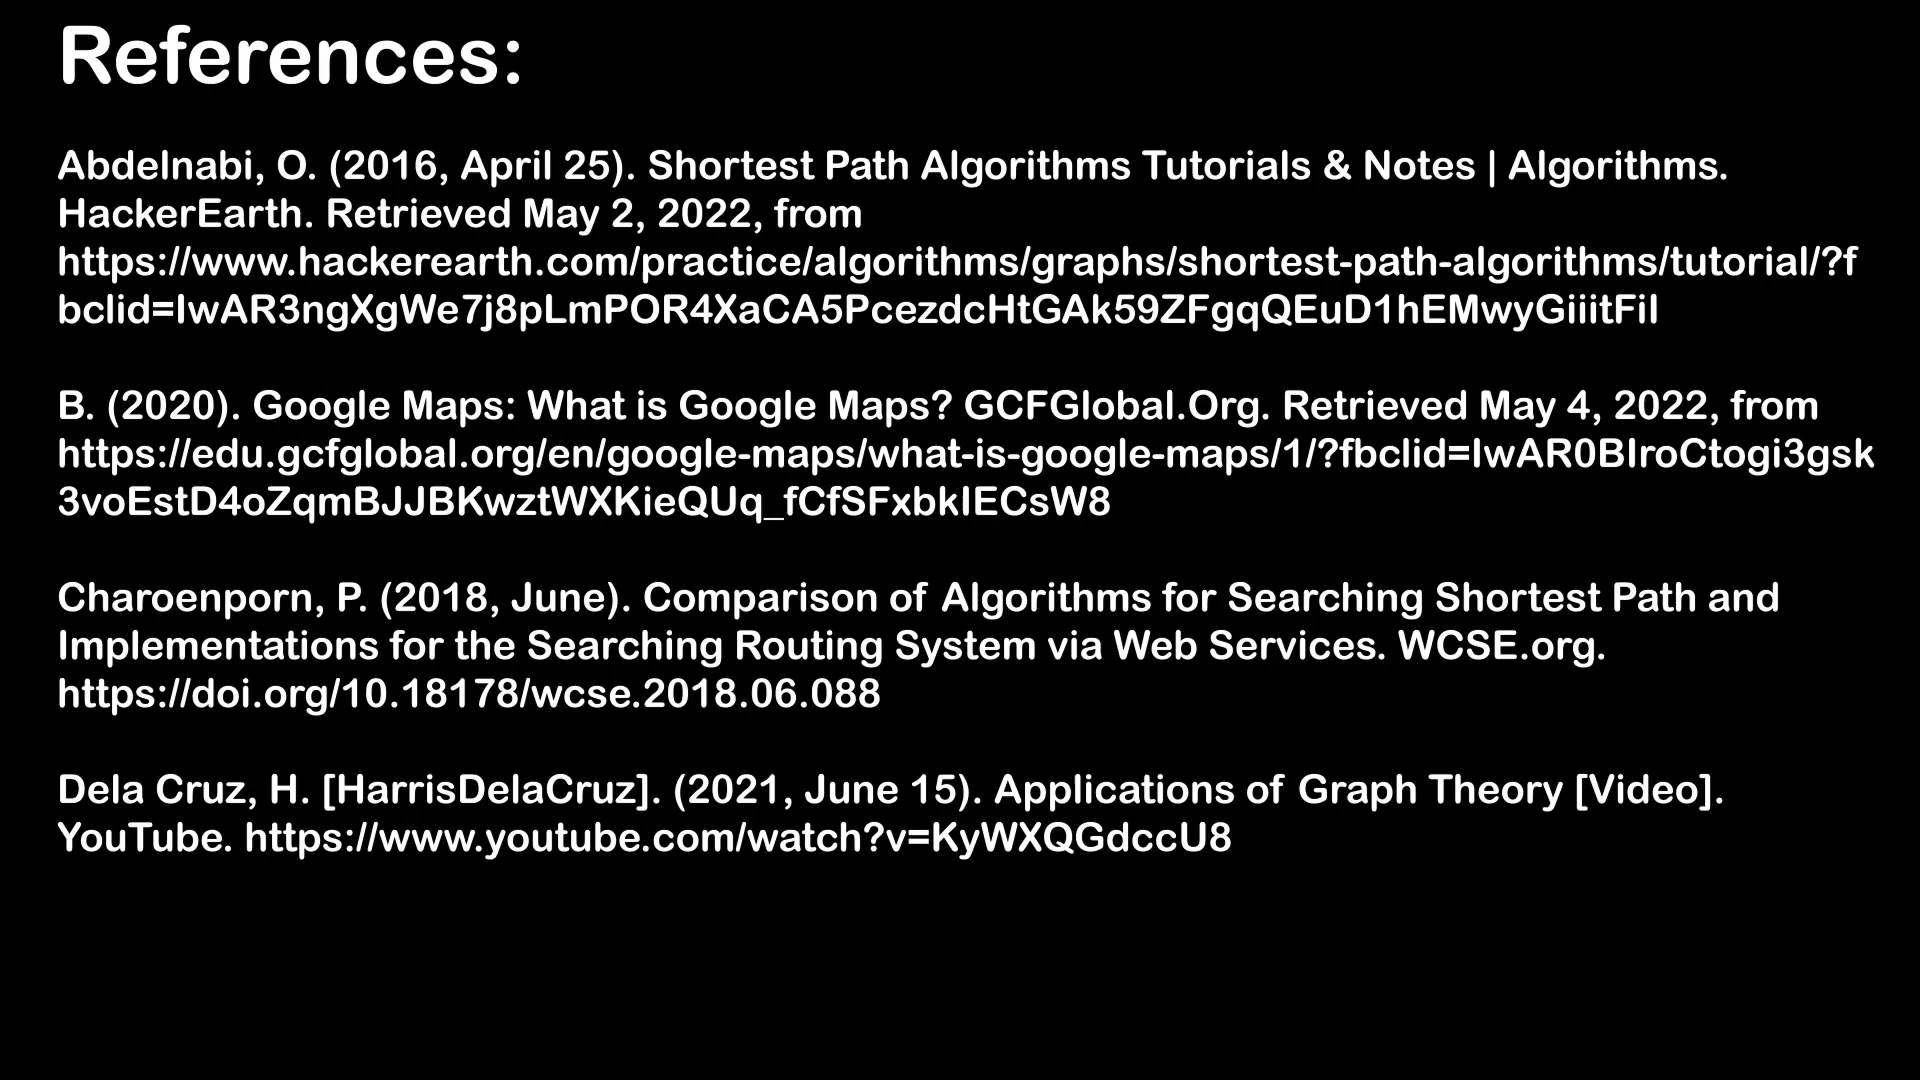 References:
Abdelnabi, O. (2016, April 25). Shortest Path Algorithms Tutorials & Notes | Algorithms.
HackerEarth. Retrieved May 2, 2022, from
https://www.hackerearth.com/practice/algorithms/graphs/shortest-path-algorithms/tutorial/?f
bclid=IwAR3ngXgWe7j8pLmPOR4XaCA5PcezdcHtGAk59ZFgqQEuD1hEMwyGiiitFil
B. (2020). Google Maps: What is Google Maps? GCFGlobal.Org. Retrieved May 4, 2022, from
https://edu.gcfglobal.org/en/google-maps/what-is-google-maps/1/?fbclid=IwAR0BIroCtogi3gsk
3voEstD4oZqmBJJBKwztWXKieQUq_fCfSFxbkIECsW8
Charoenporn, P. (2018, June). Comparison of Algorithms for Searching Shortest Path and
Implementations for the Searching Routing System via Web Services. WCSE.org.
https://doi.org/10.18178/wcse.2018.06.088
Dela Cruz, H. [HarrisDelaCruz]. (2021, June 15). Applications of Graph Theory [Video].
YouTube. https://www.youtube.com/watch?v=KyWXQGdccU8